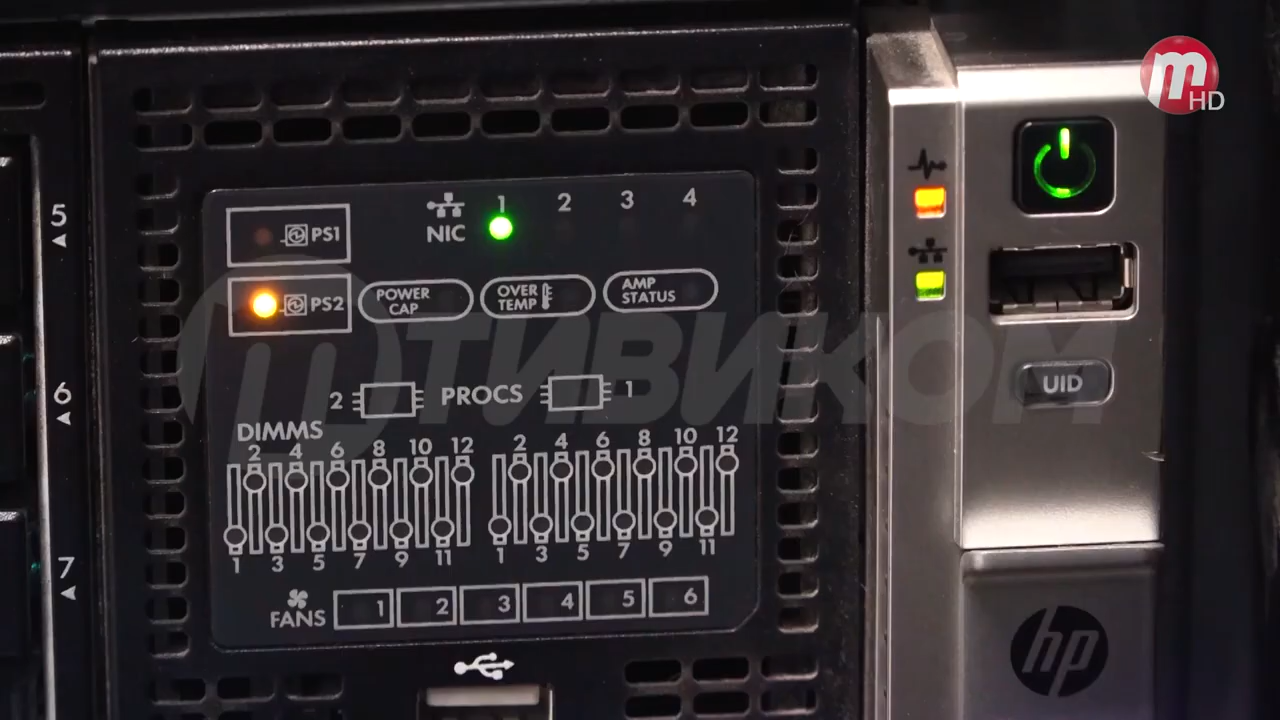 m HD
5
6
7
NIC 1 2 3 4
PS1
PS2
POWER CAP
OVER TEMP
AMP STATUS
ТИВИКОМ
UID
2 PROCS 1
DIMMS
2 4 6 8 10 12 2 4 6 8 10 12
1 3 5 7 9 11 1 3 5 7 9 11
FANS 1 2 3 4 5 6
hp